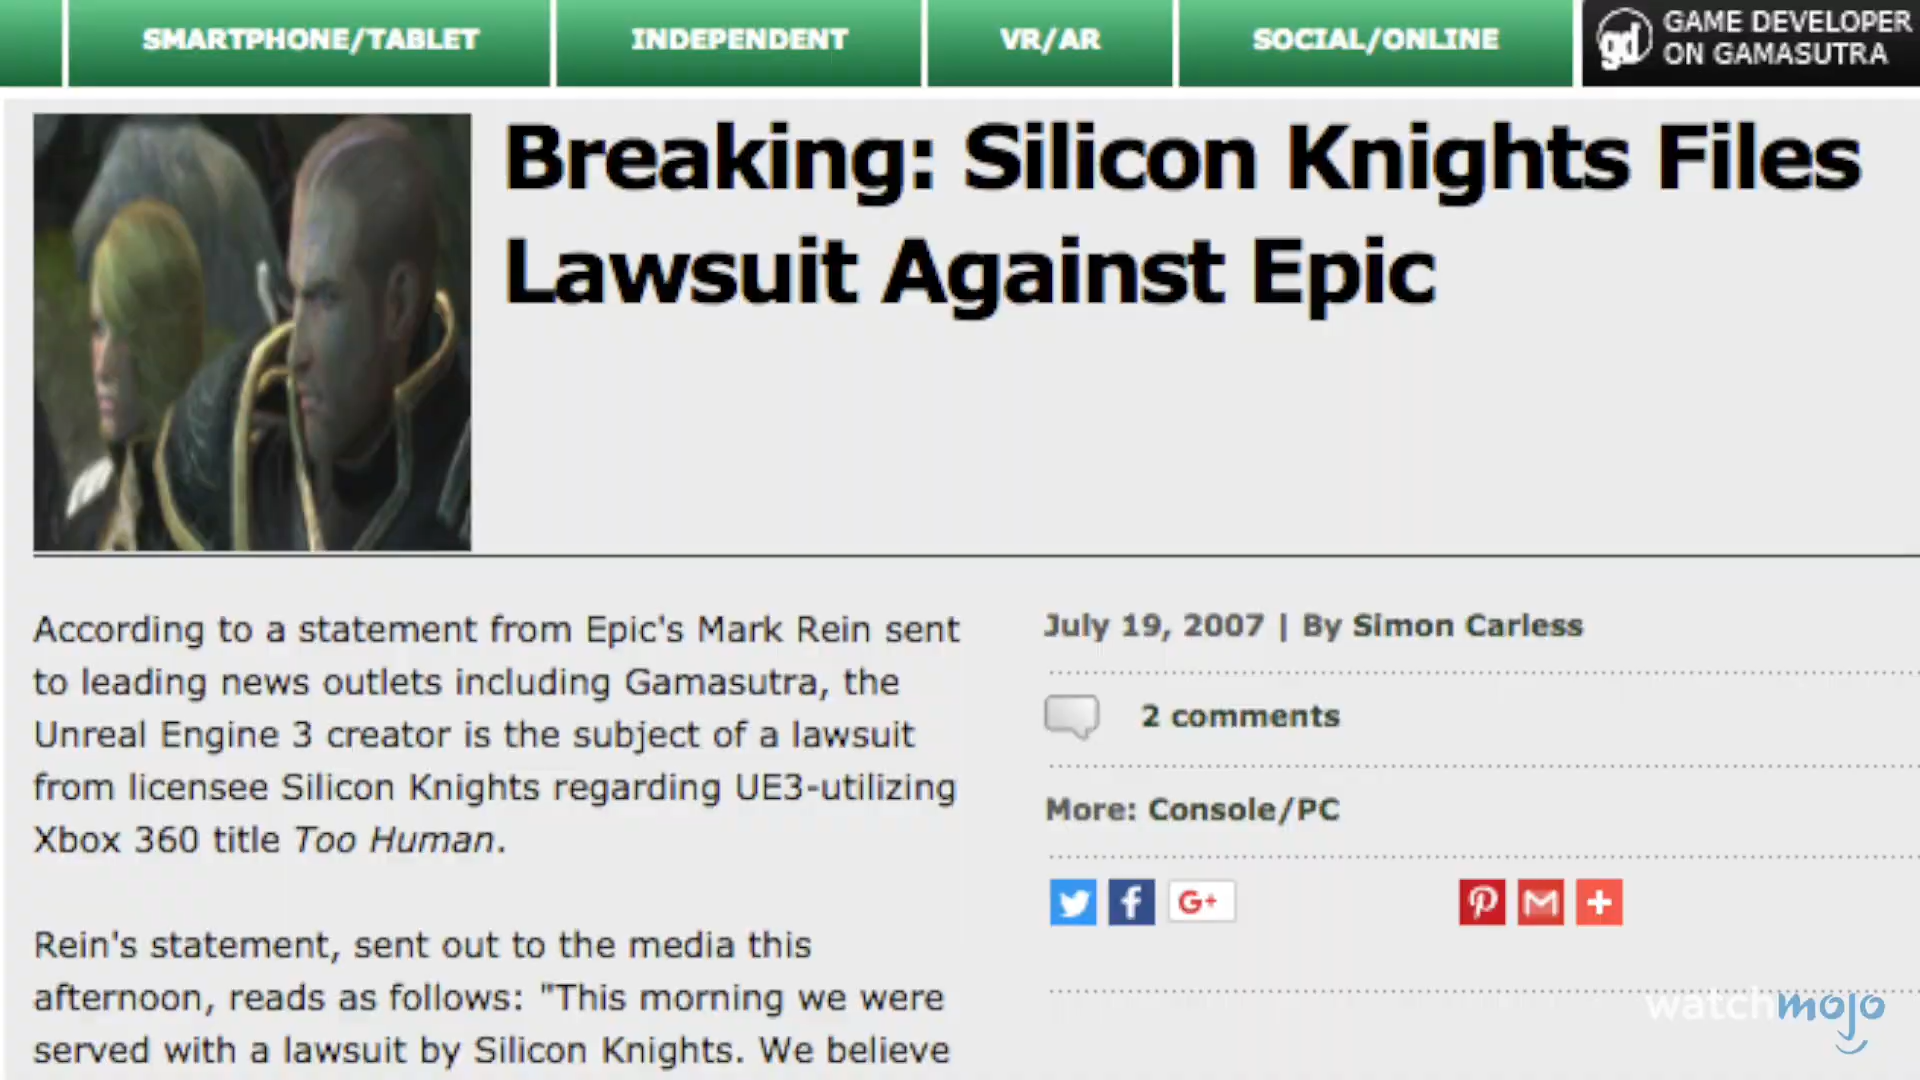 SMARTPHONE/TABLET INDEPENDENT VR/AR SOCIAL/ONLINE gd GAME DEVELOPER
ON GAMASUTRA
Breaking: Silicon Knights Files
Lawsuit Against Epic
According to a statement from Epic's Mark Rein sent
to leading news outlets including Gamasutra, the
Unreal Engine 3 creator is the subject of a lawsuit
from licensee Silicon Knights regarding UE3-utilizing
Xbox 360 title Too Human.
Rein's statement, sent out to the media this
afternoon, reads as follows: "This morning we were
served with a lawsuit by Silicon Knights. We believe
July 19, 2007 | By Simon Carless
2 comments
More: Console/PC
G+
watchmojo